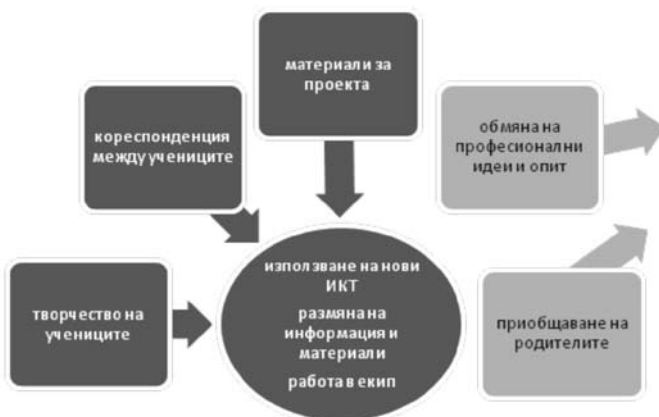 материали за
проекта
кореспонденция
между учениците
обмяна на
професионални
идеи и опит
творчество на
учениците
използване на нови
ИКТ
размяна на
информация и
материали
работа в екип
приобщаване на
родителите